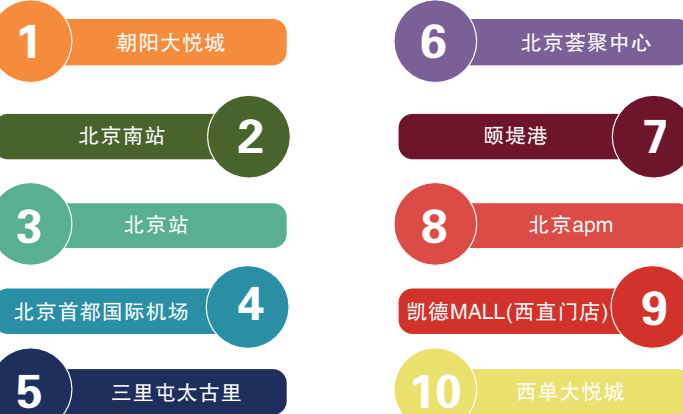 1 朝阳大悦城
北京南站 2
3 北京站
北京首都国际机场 4
5 三里屯太古里
6 北京荟聚中心
颐堤港 7
8 北京apm
凯德MALL(西直门店) 9
10 西单大悦城